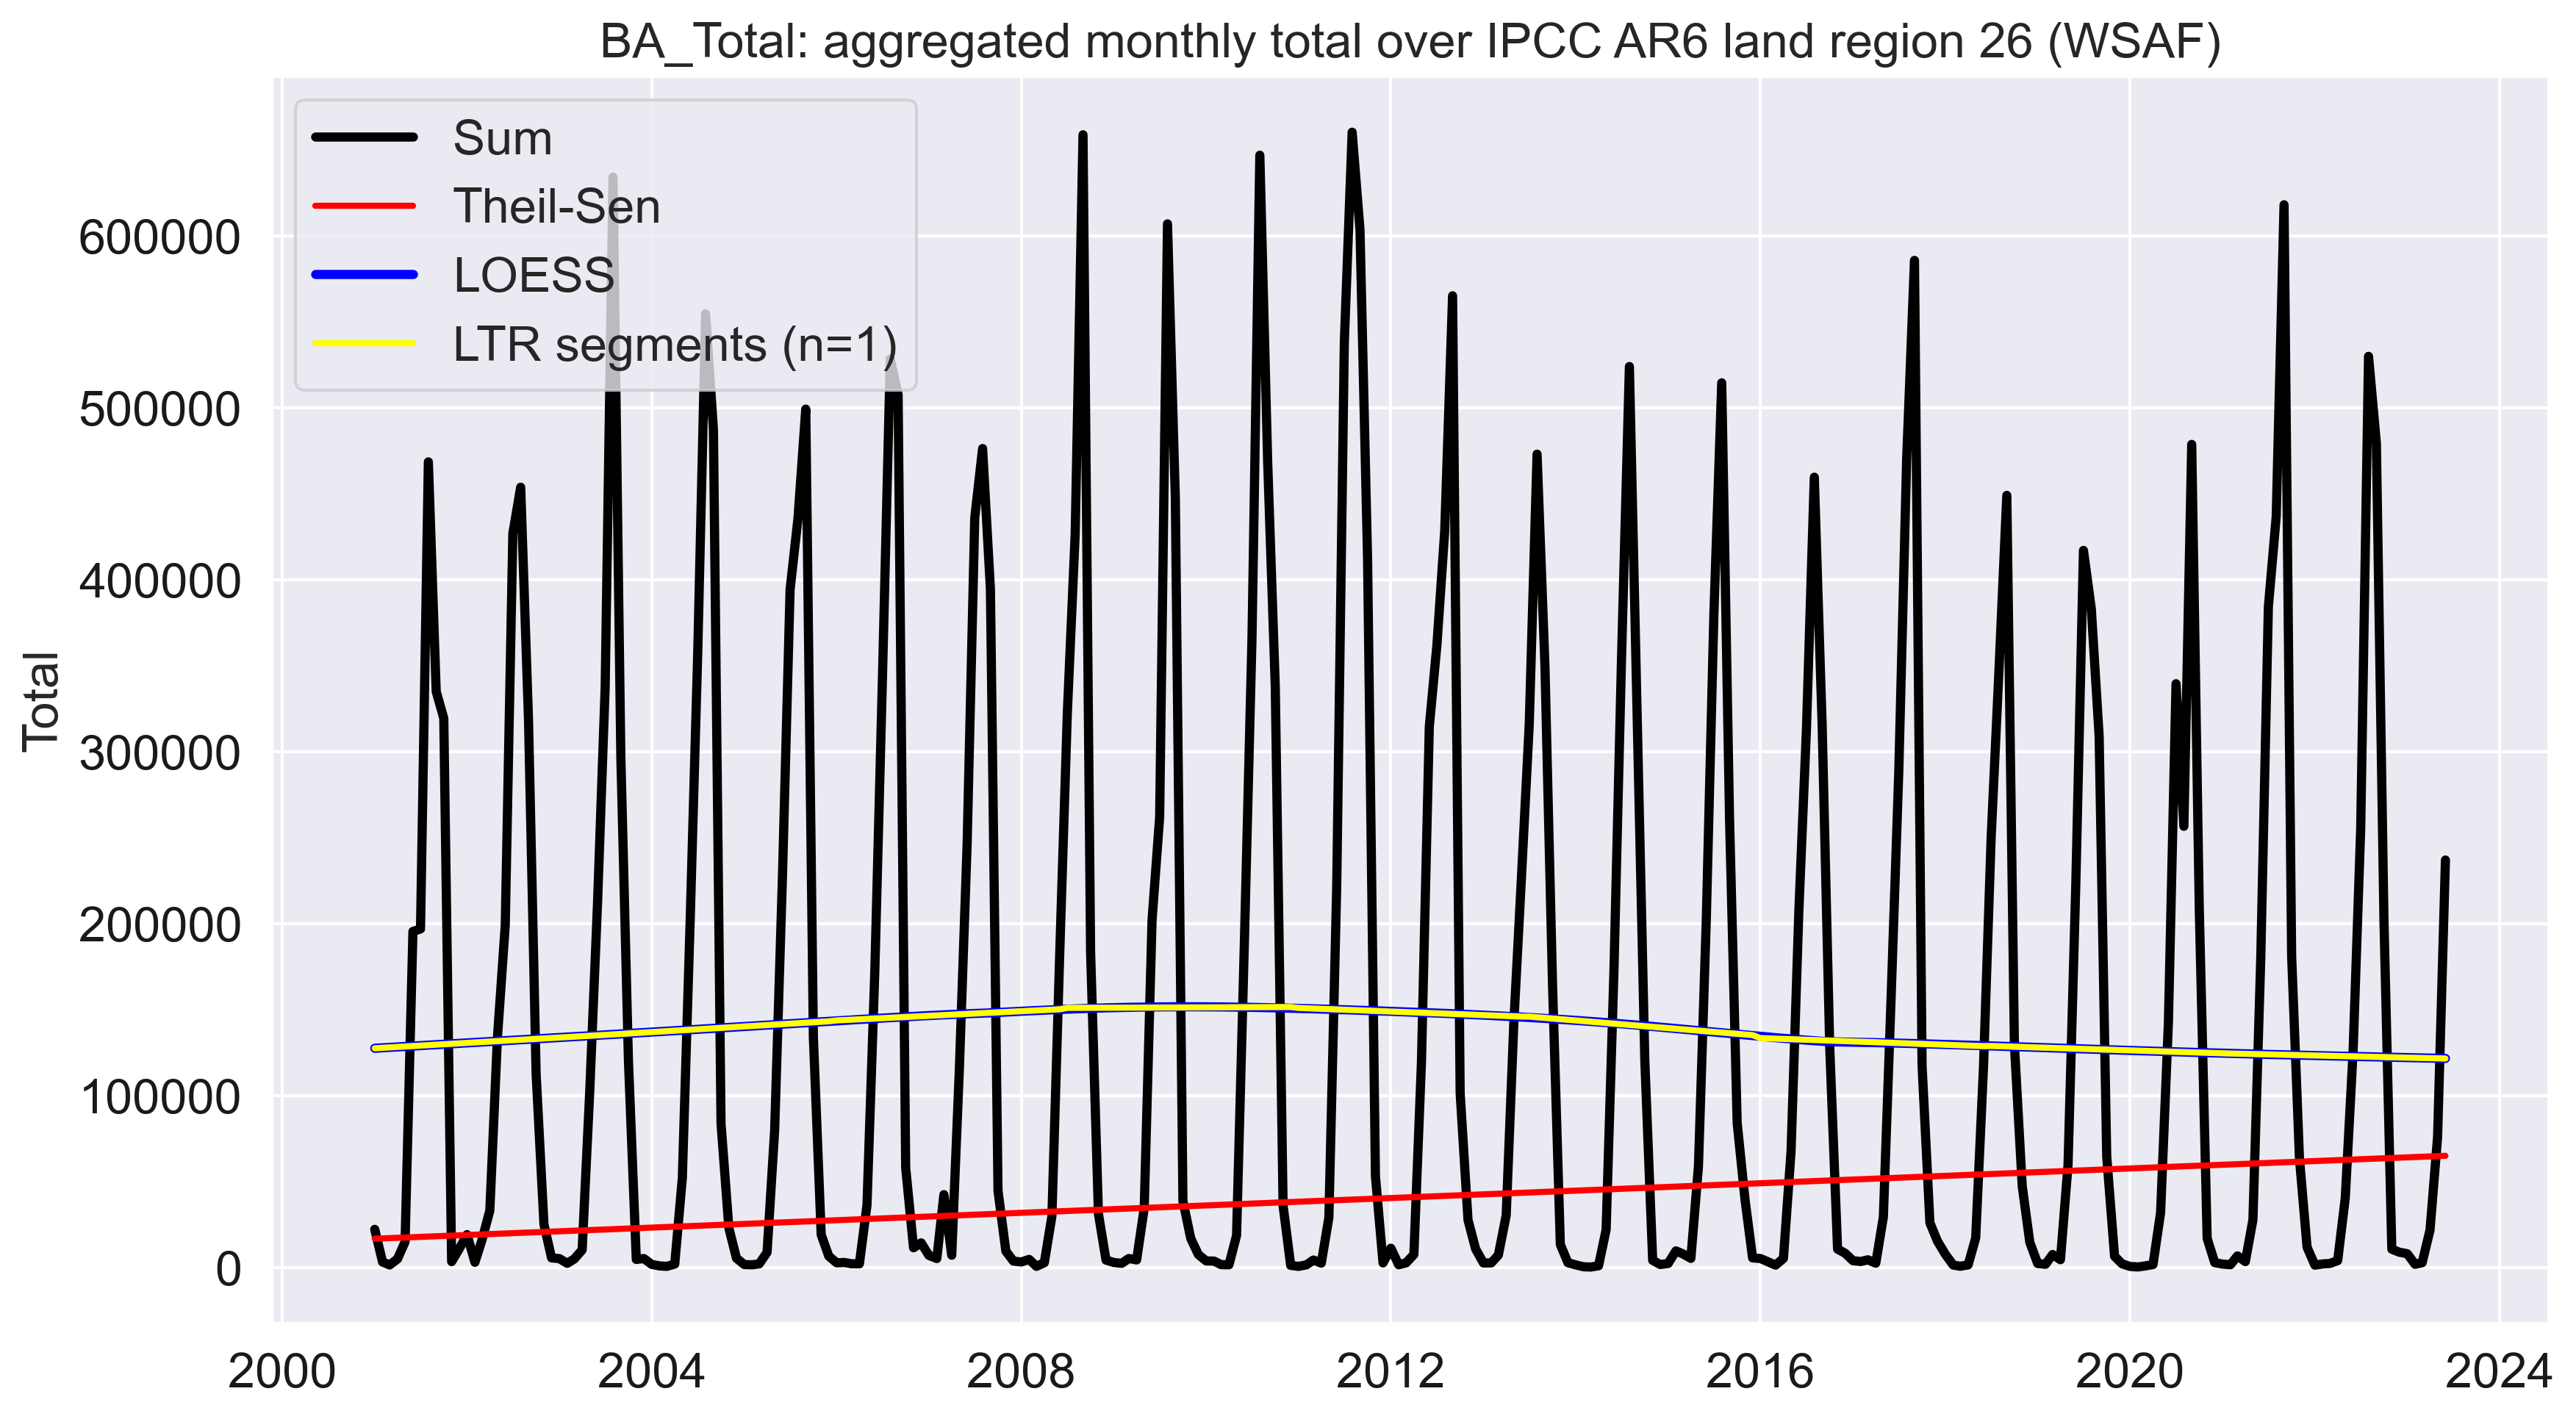 BA_Total: aggregated monthly total over IPCC AR6 land region 26 (WSAF)
Sum
Theil-Sen
LOESS
LTR segments (n=1)
Total
600000
500000
400000
300000
200000
100000
0
2000 2004 2008 2012 2016 2020 2024